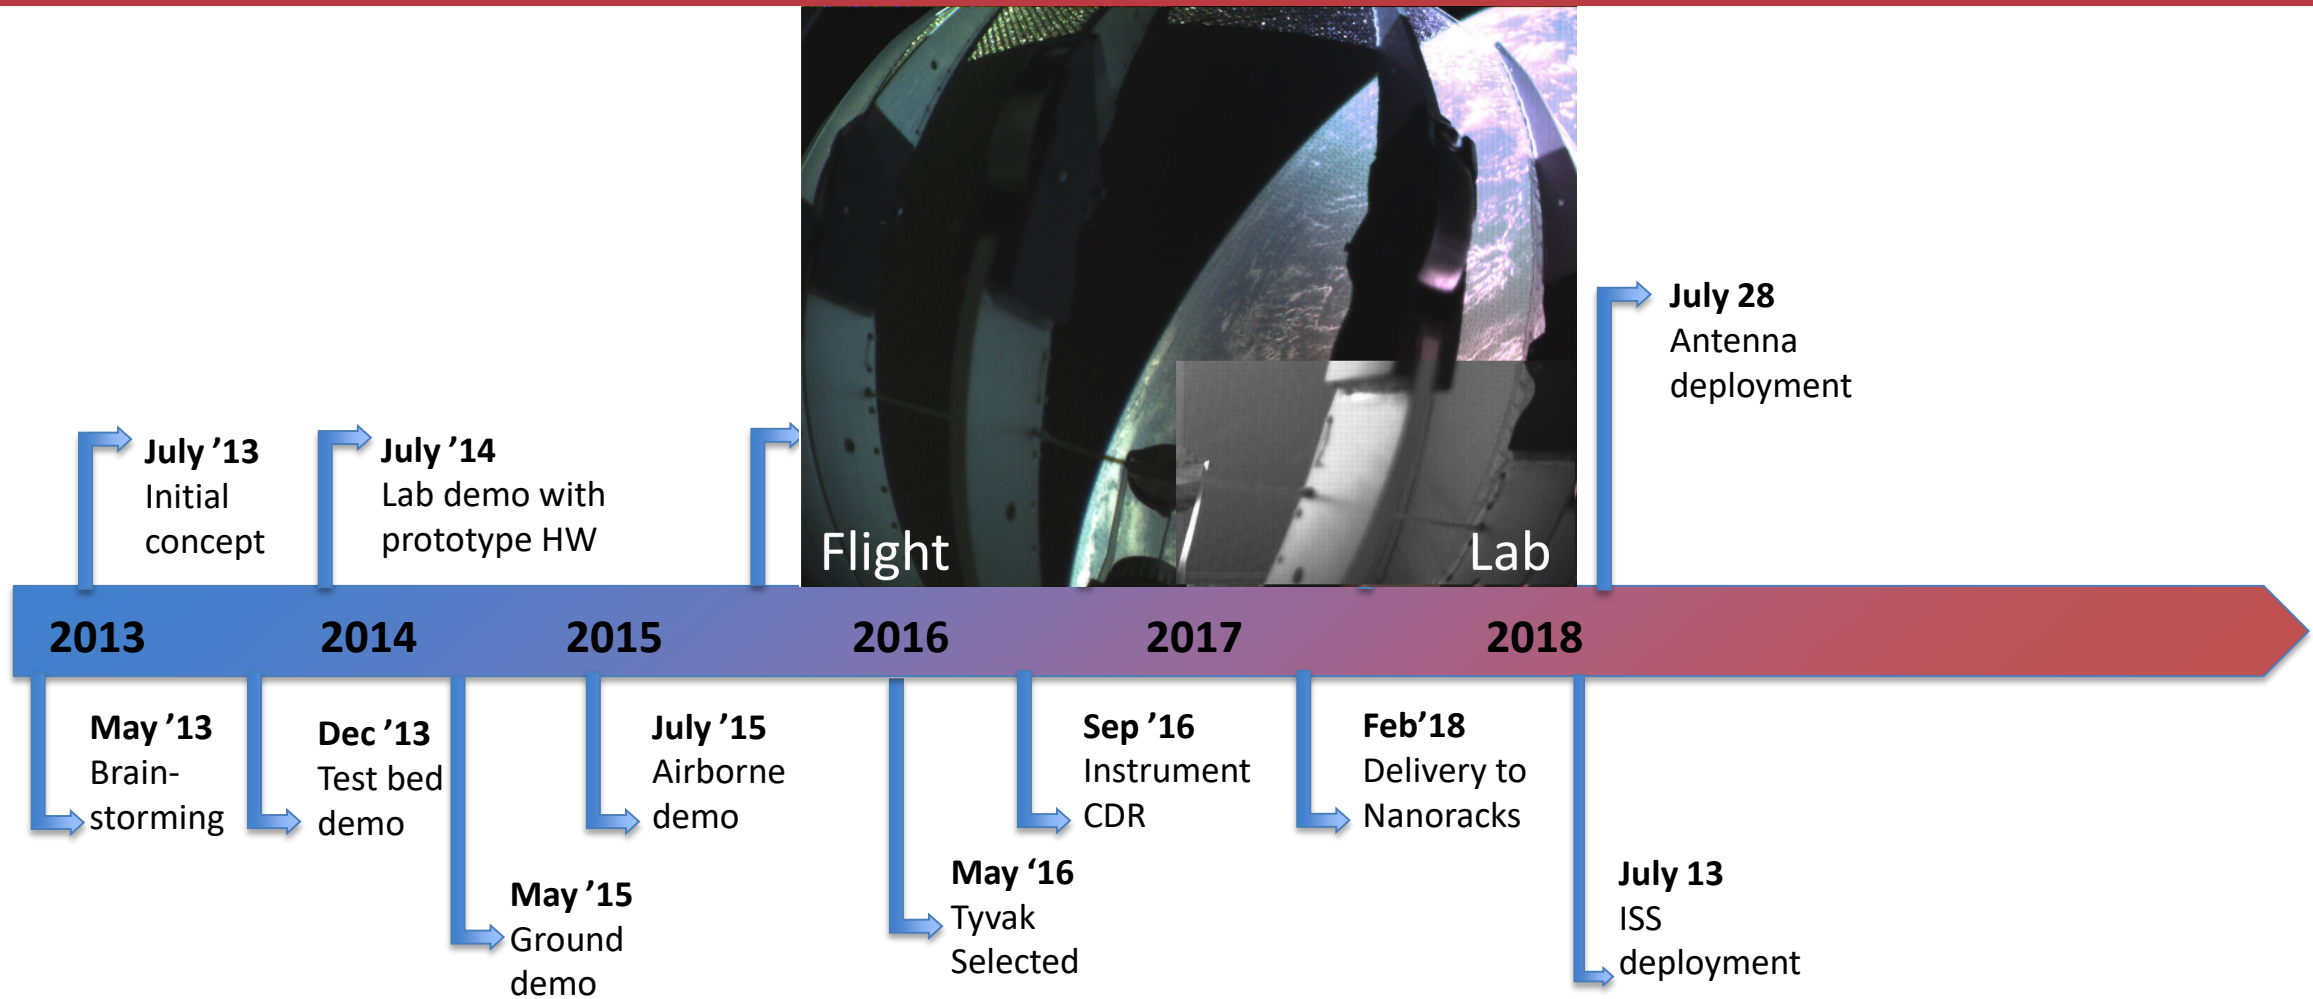 July 28
Antenna
deployment
July ’13
Initial
concept
July ’14
Lab demo with
prototype HW
Flight
Lab
2013
2014
2015
2016
2017
2018
May ’13
Brain-
storming
Dec ’13
Test bed
demo
May ’15
Ground
demo
July ’15
Airborne
demo
May ‘16
Tyvak
Selected
Sep ’16
Instrument
CDR
Feb’18
Delivery to
Nanoracks
July 13
ISS
deployment